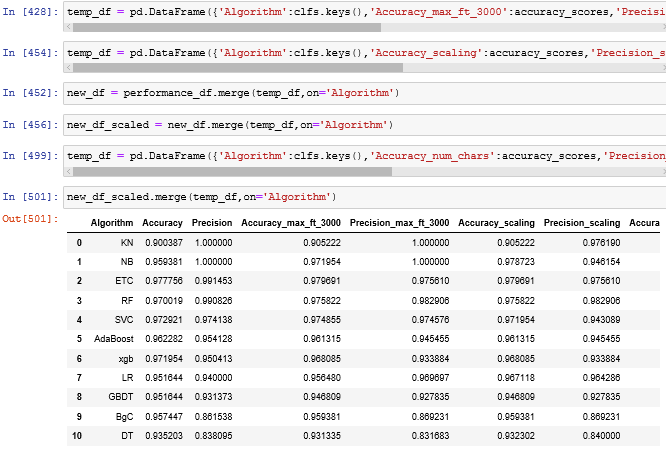 In [428]: temp_df = pd.DataFrame({'Algorithm':clfs.keys(),'Accuracy_max_ft_3000':accuracy_scores,'Precisi
In [454]: temp_df = pd.DataFrame({'Algorithm':clfs.keys(),'Accuracy_scaling':accuracy_scores,'Precision_s
In [452]: new_df = performance_df.merge(temp_df,on='Algorithm')
In [456]: new_df_scaled = new_df.merge(temp_df,on='Algorithm')
In [499]: temp_df = pd.DataFrame({'Algorithm':clfs.keys(),'Accuracy_num_chars':accuracy_scores,'Precision_
In [501]: new_df_scaled.merge(temp_df,on='Algorithm')
Out[501]:
Algorithm Accuracy Precision Accuracy_max_ft_3000 Precision_max_ft_3000 Accuracy_scaling Precision_scaling Accura
0 KN 0.900387 1.000000 0.905222 1.000000 0.905222 0.976190
1 NB 0.959381 1.000000 0.971954 1.000000 0.978723 0.946154
2 ETC 0.977756 0.991453 0.979691 0.975610 0.979691 0.975610
3 RF 0.970019 0.990826 0.975822 0.982906 0.975822 0.982906
4 SVC 0.972921 0.974138 0.974855 0.974576 0.971954 0.943089
5 AdaBoost 0.962282 0.954128 0.961315 0.945455 0.961315 0.945455
6 xgb 0.971954 0.950413 0.968085 0.933884 0.968085 0.933884
7 LR 0.951644 0.940000 0.956480 0.969697 0.967118 0.964286
8 GBDT 0.951644 0.931373 0.946809 0.927835 0.946809 0.927835
9 BgC 0.957447 0.861538 0.959381 0.869231 0.959381 0.869231
10 DT 0.935203 0.838095 0.931335 0.831683 0.932302 0.840000